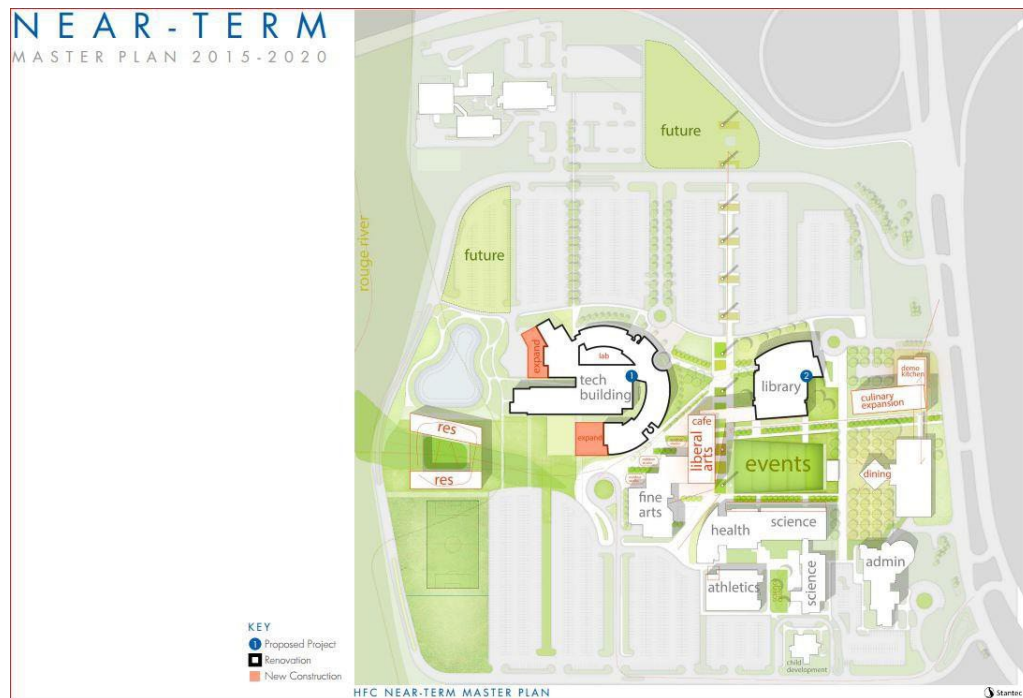 NEAR-TERM
MASTER PLAN 2015-2020
future
rouge river
future
expand
lab
1
tech
building
2
library
demo
kitchen
culinary
expansion
expand
cafe
liberal
arts
res
res
events
dining
fine
arts
health
science
science
athletics
admin
child
development
KEY
1 Proposed Project
Renovation
New Construction
HFC NEAR-TERM MASTER PLAN
Stantec